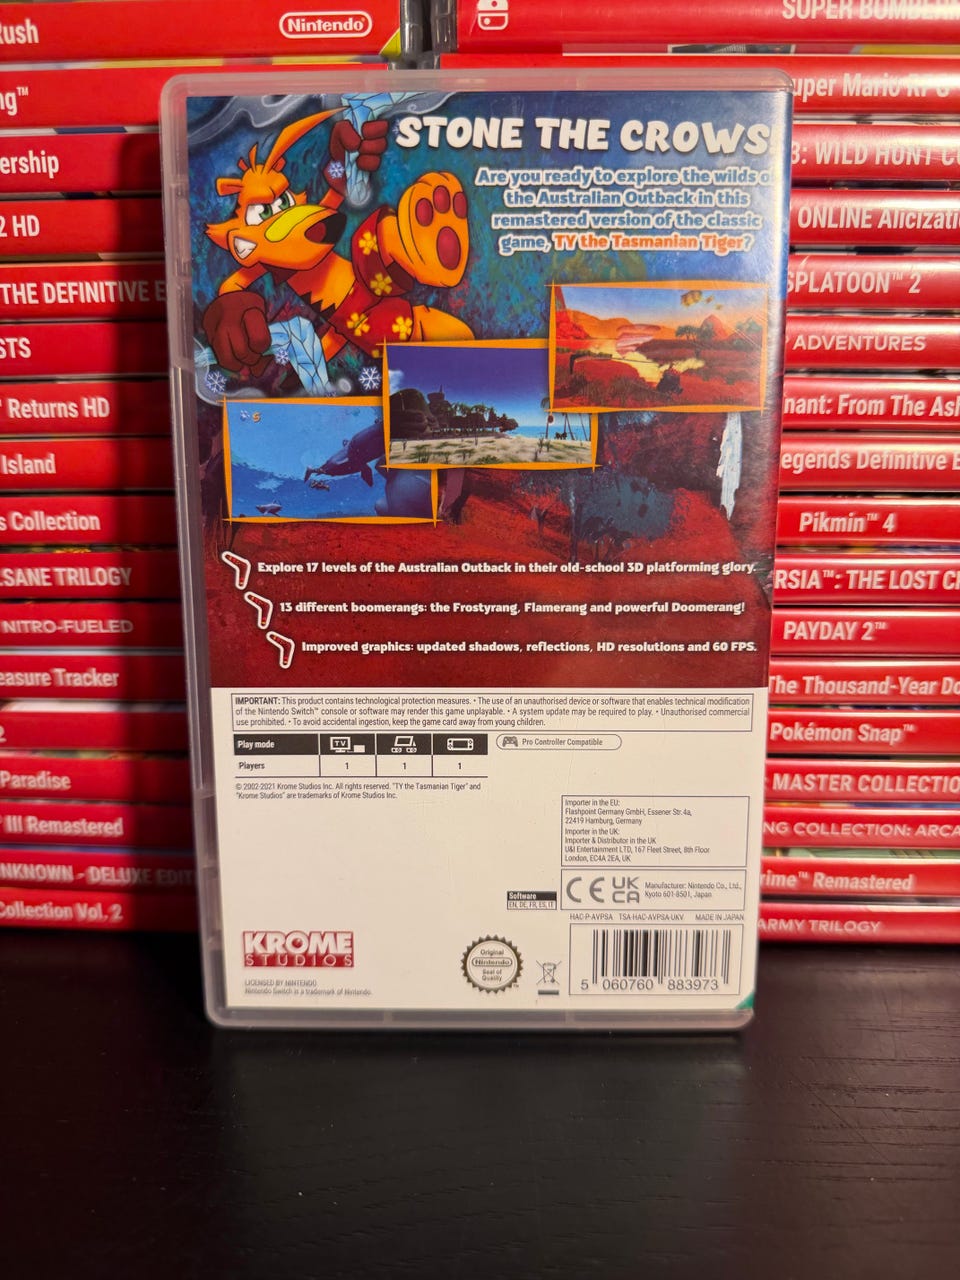 STONE THE CROWS
Are you ready to explore the wilds
the Australian Outback in this
remastered version of the classic
game, TY the Tasmanian Tiger?
Explore 17 levels of the Australian Outback in their old-school 3D platforming glory.
13 different boomerangs: the Frostyrang, Flamerang and powerful Doomerang!
Improved graphics: updated shadows, reflections, HD resolutions and 60 FPS.
IMPORTANT: This product contains technological protection measures. • The use of an unauthorised device or software that enables technical modification
of the Nintendo Switch™ console or software may render this game unplayable. • A system update may be required to play. • Unauthorised commercial
use prohibited. • To avoid accidental ingestion, keep the game card away from young children.
Play mode TV
Pro Controller Compatible
Players 1 1 1
© 2002-2021 Krome Studios Inc. All rights reserved. "TY the Tasmanian Tiger" and
"Krome Studios" are trademarks of Krome Studios Inc.
Importer in the EU:
Flashpoint Germany GmbH, Essener Str. 4a,
22419 Hamburg, Germany
Importer in the UK:
Importer & Distributor in the UK
U&I Entertainment LTD, 167 Fleet Street, 8th Floor
London, EC4A 2EA, UK
Software
EN, DE, FR, ES, IT
CE UK CA
Manufacturer: Nintendo Co., Ltd.,
Kyoto 601-8501, Japan
HAC-P-AVPSA TSA-HAC-AVPSA-UKV MADE IN JAPAN
KROME
STUDIOS
Original
Nintendo
Seal of
Quality
LICENSED BY NINTENDO
Nintendo Switch is a trademark of Nintendo.
5 060760 883973
Rush
Nintendo
ng™
ership
2 HD
THE DEFINITIVE E
STS
Returns HD
Island
s Collection
SANE TRILOGY
NITRO-FUELED
easure Tracker
2
Paradise
III Remastered
NKNOWN - DELUXE EDIT
Collection Vol. 2
SUPER BOMBERM
uper Mario RPG
3: WILD HUNT CO
ONLINE Alicizati
SPLATOON™ 2
ADVENTURES
nant: From The Ash
egends Definitive E
Pikmin™ 4
RSIA™: THE LOST C
PAYDAY 2™
The Thousand-Year Do
Pokémon Snap™
MASTER COLLECTIO
NG COLLECTION: ARCA
rime™ Remastered
ARMY TRILOGY